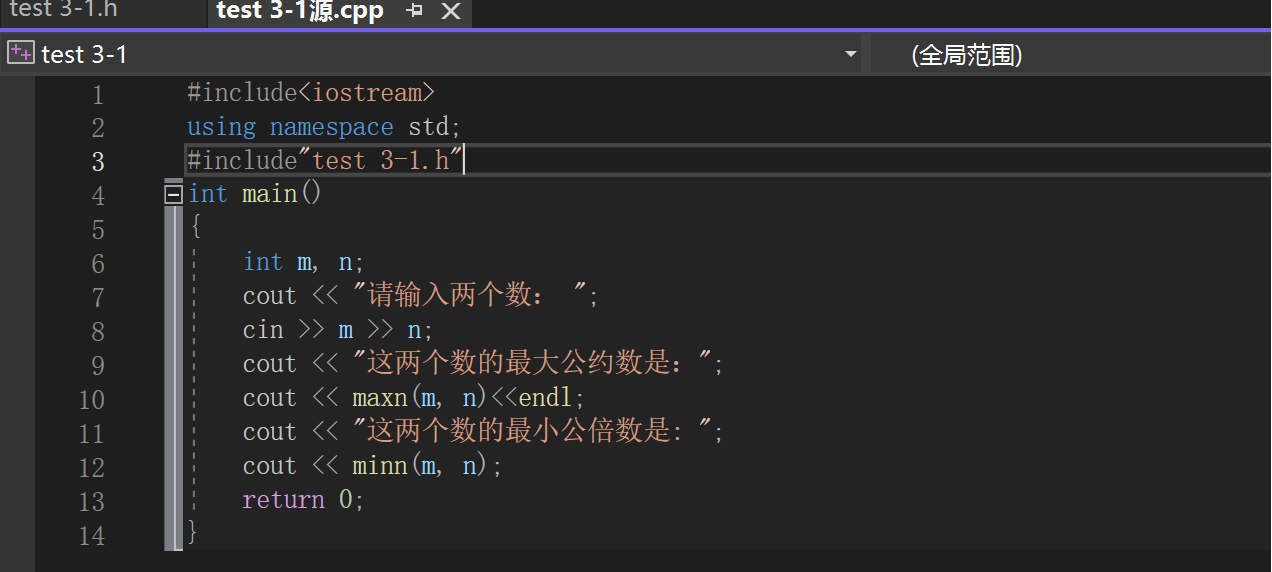 test 3-1.h
test 3-1源.cpp
test 3-1
(全局范围)
1 #include<iostream>
2 using namespace std;
3 #include"test 3-1.h"
4 int main()
5 {
6 int m, n;
7 cout << "请输入两个数： ";
8 cin >> m >> n;
9 cout << "这两个数的最大公约数是：";
10 cout << maxn(m, n)<<endl;
11 cout << "这两个数的最小公倍数是: ";
12 cout << minn(m, n);
13 return 0;
14 }